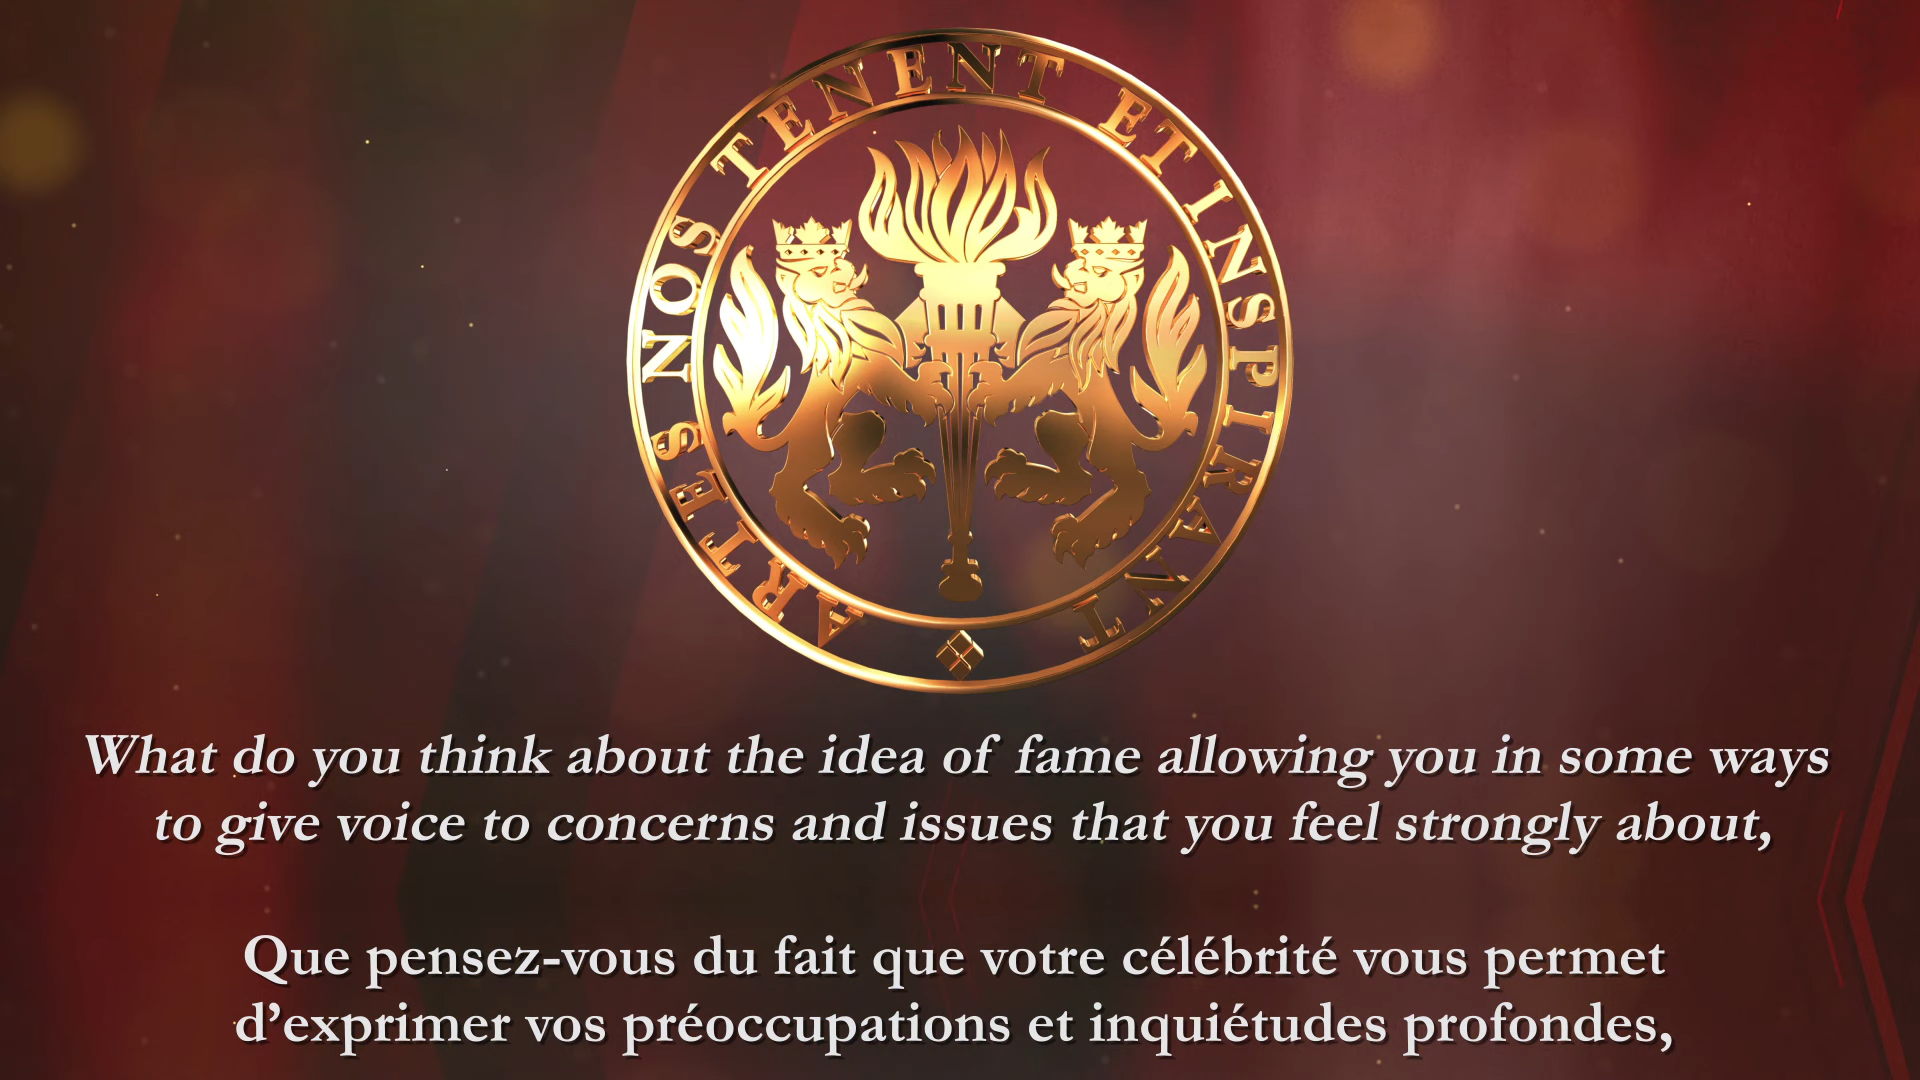 ARTES NOS TENENT ET INSPIRANT
What do you think about the idea of fame allowing you in some ways
to give voice to concerns and issues that you feel strongly about,
Que pensez-vous du fait que votre célébrité vous permet
d’exprimer vos préoccupations et inquiétudes profondes,